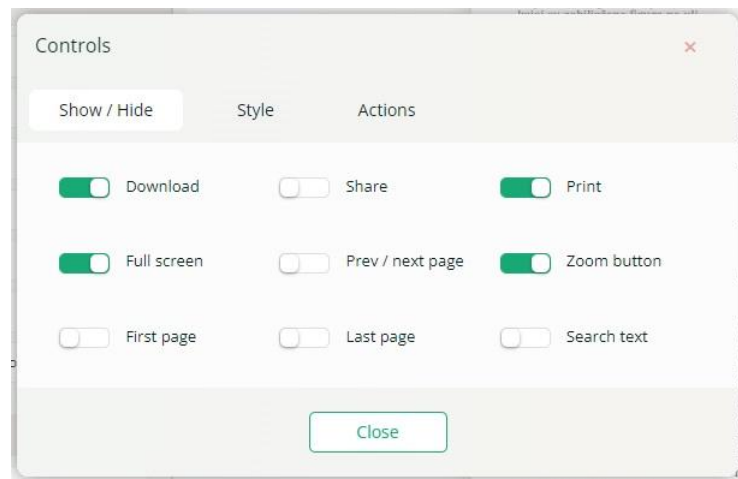 Controls
×
Show / Hide Style Actions
Download Share Print
Full screen Prev / next page Zoom button
First page Last page Search text
Close